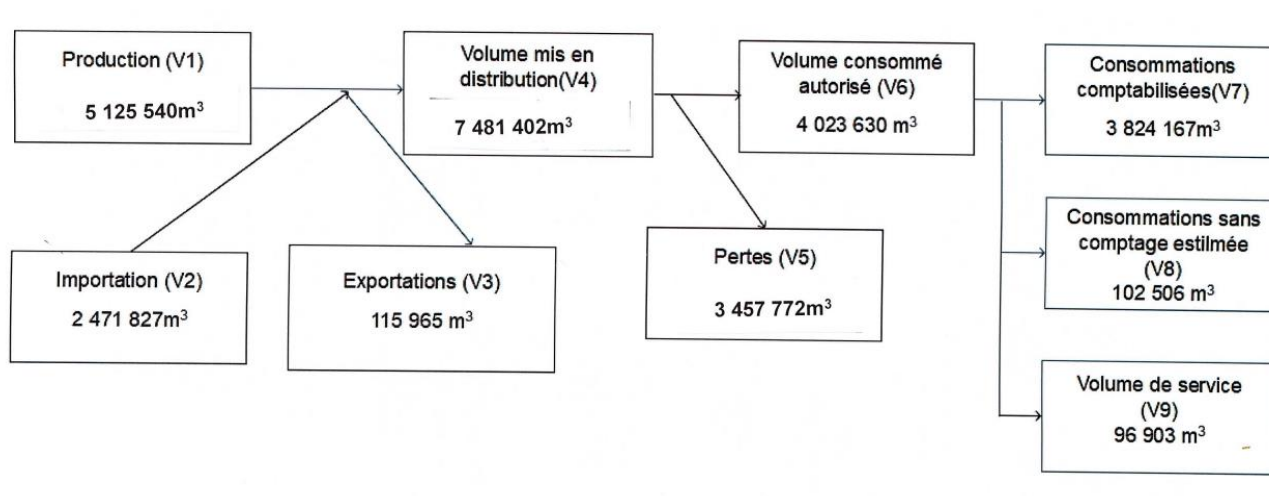 Production (V1)
5 125 540m³
Volume mis en
distribution(V4)
7 481 402m³
Volume consommé
autorisé (V6)
4 023 630 m³
Consommations
comptabilisées(V7)
3 824 167m³
Importation (V2)
2 471 827m³
Exportations (V3)
115 965 m³
Pertes (V5)
3 457 772m³
Consommations sans
comptage estilmée
(V8)
102 506 m³
Volume de service
(V9)
96 903 m³